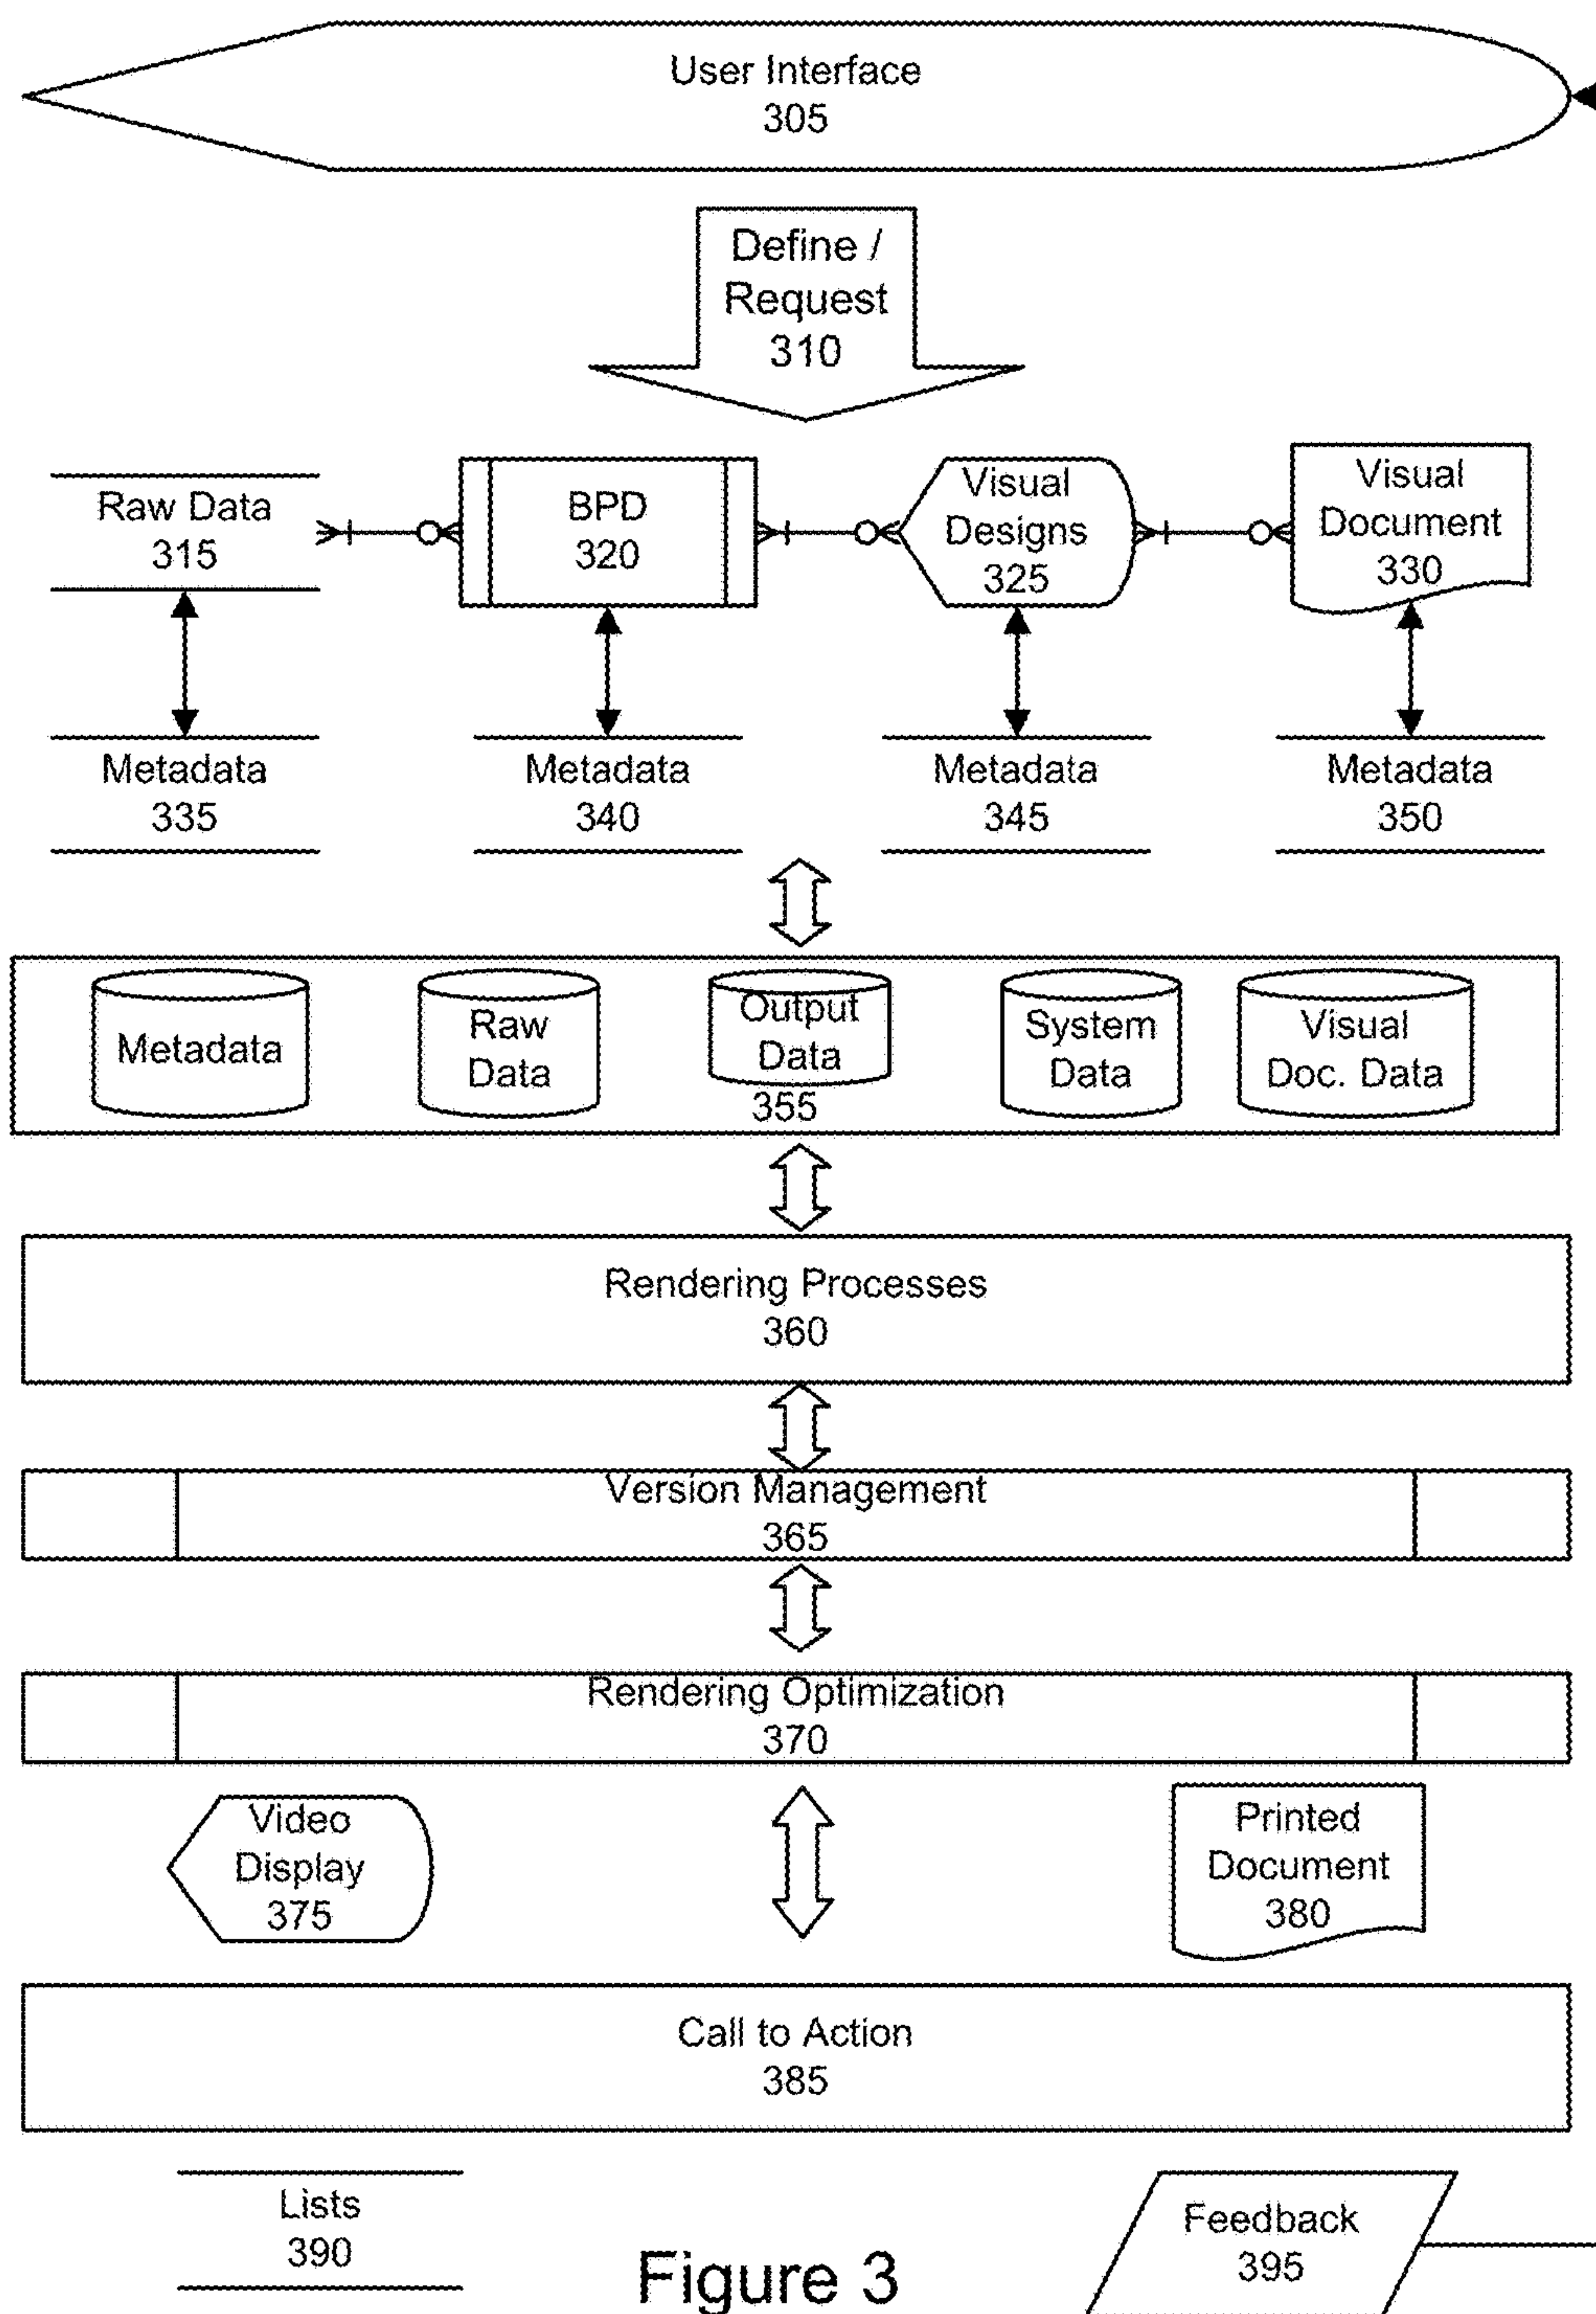 User Interface
305
Define /
Request
310
Raw Data
315
BPD
320
Visual
Designs
325
Visual
Document
330
Metadata
335
Metadata
340
Metadata
345
Metadata
350
Metadata
Raw
Data
Output
Data
355
System
Data
Visual
Doc. Data
Rendering Processes
360
Version Management
365
Rendering Optimization
370
Video
Display
375
Printed
Document
380
Call to Action
385
Lists
390
Feedback
395
Figure 3